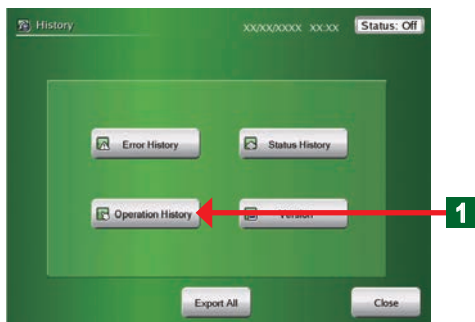 History
xx/xx/xxxx xx:xx
Status: Off
Error History
Status History
Operation History
Version
1
Export All
Close